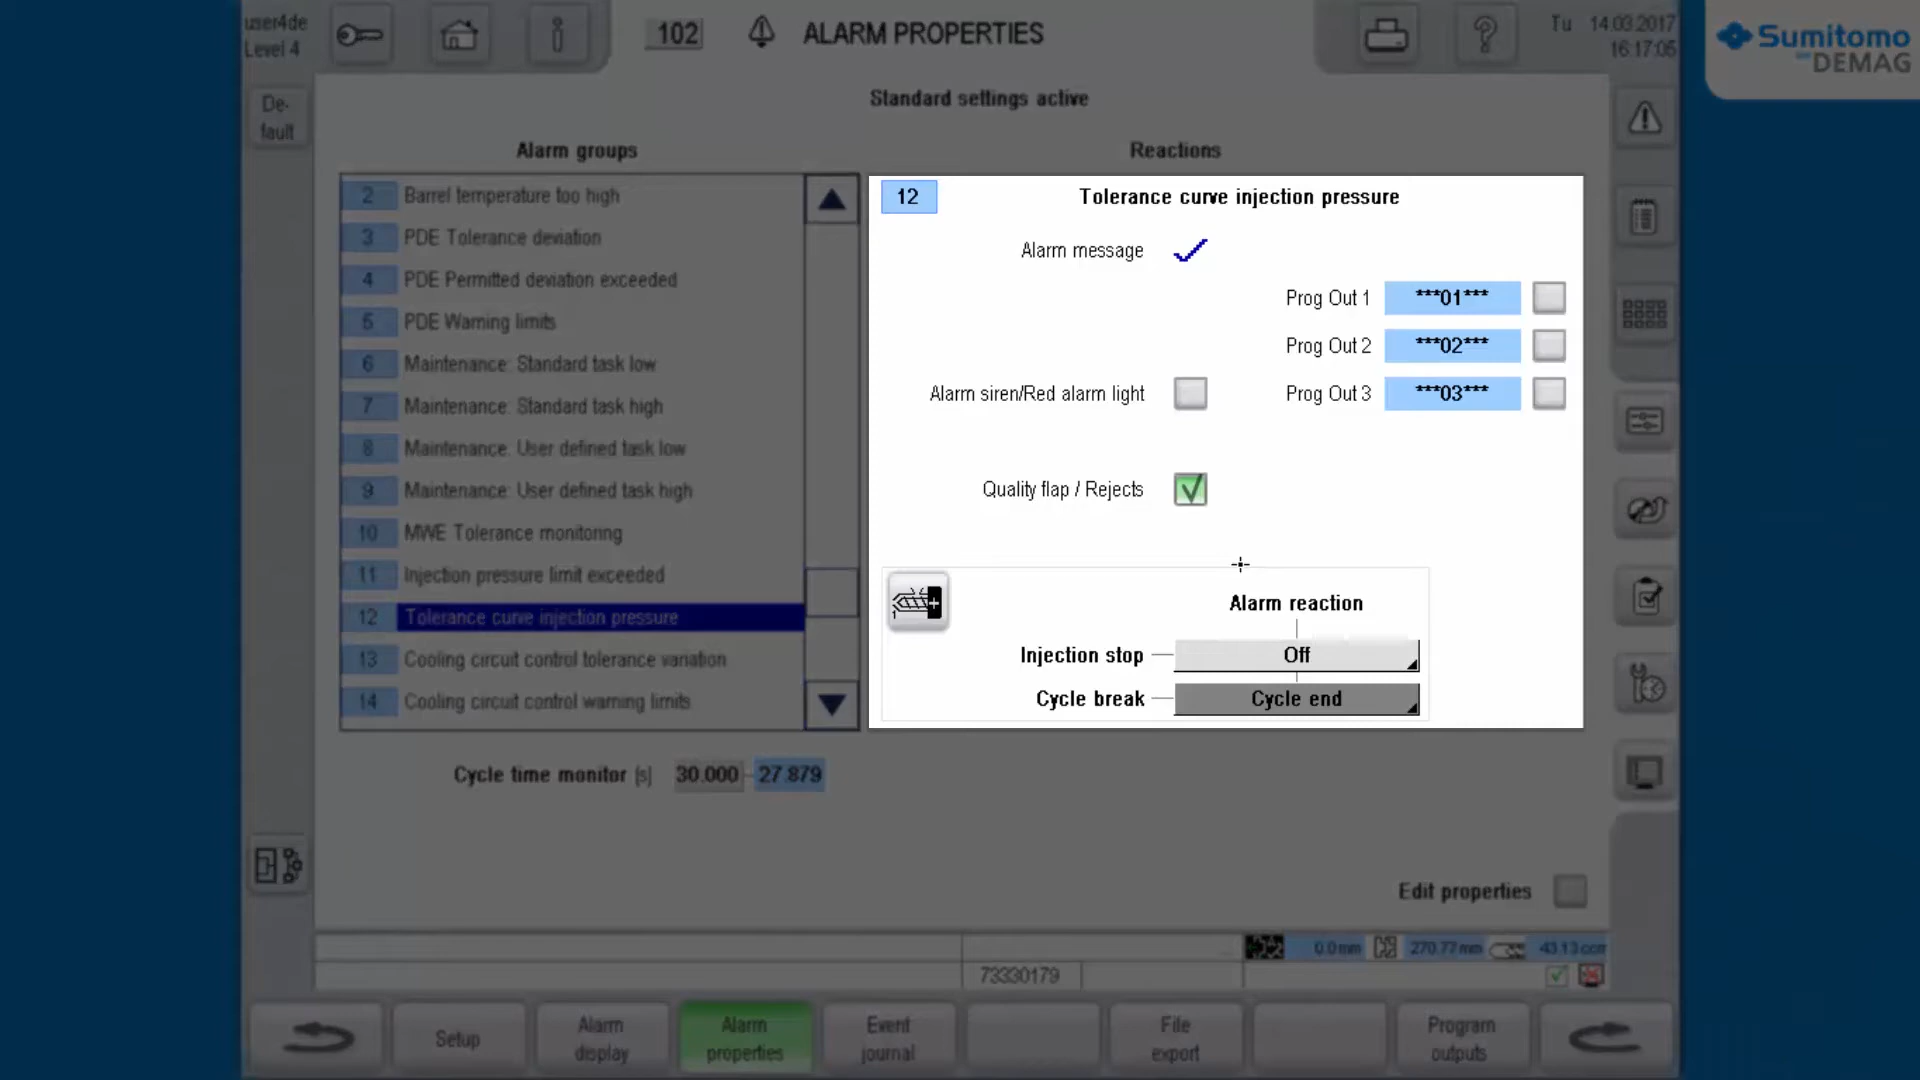 user4de
Level 4
102
ALARM PROPERTIES
Tu 14.03.2017
16:17:05
Sumitomo
DEMAG
De-
fault
Standard settings active
Alarm groups
Reactions
2 Barrel temperature too high
3 PDE Tolerance deviation
4 PDE Permitted deviation exceeded
5 PDE Warning limits
6 Maintenance: Standard task low
7 Maintenance: Standard task high
8 Maintenance: User defined task low
9 Maintenance: User defined task high
10 MWE Tolerance monitoring
11 Injection pressure limit exceeded
12 Tolerance curve injection pressure
13 Cooling circuit control tolerance variation
14 Cooling circuit control warning limits
12 Tolerance curve injection pressure
Alarm message
Prog Out 1 ***01***
Prog Out 2 ***02***
Alarm siren/Red alarm light
Prog Out 3 ***03***
Quality flap / Rejects
Alarm reaction
Injection stop Off
Cycle break Cycle end
Cycle time monitor [s] 30.000 27.879
Edit properties
0.0 mm 270.77 mm 43.13 ccm
73330179
Setup
Alarm
display
Alarm
properties
Event
journal
File
export
Program
outputs